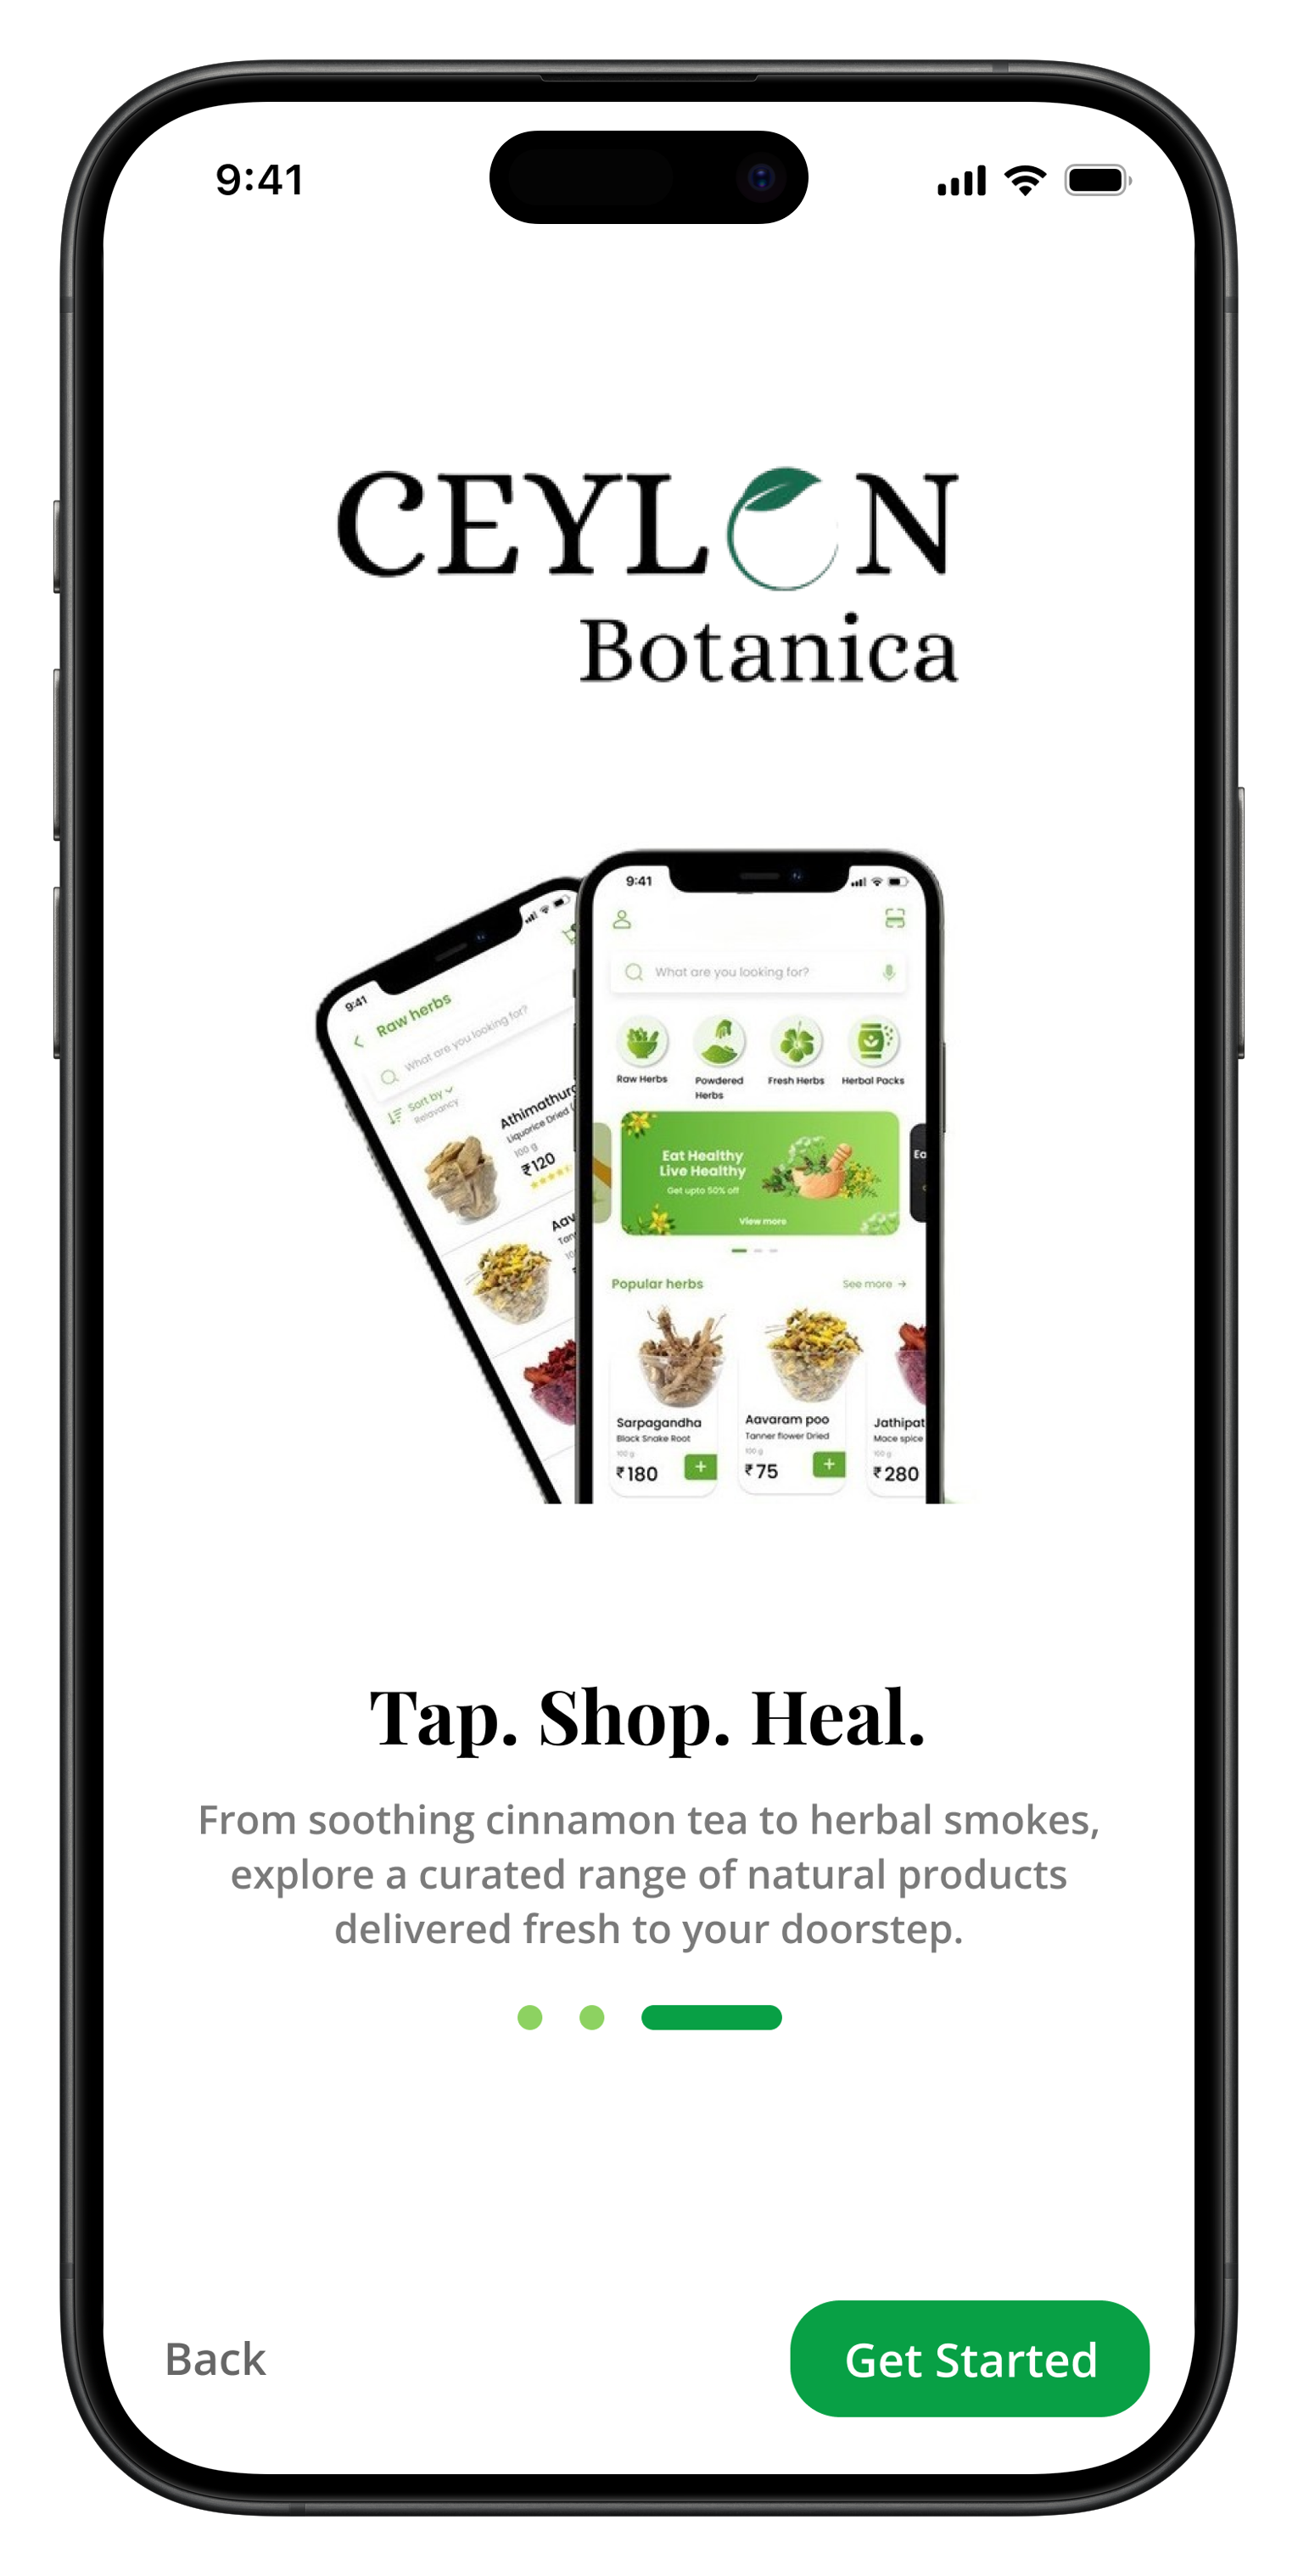 9:41
CEYLON
Botanica
9:41
Raw herbs
What are you looking for?
Sort by
Relavancy
Liquorice Dried
100 g
₹120
9:41
What are you looking for?
Raw Herbs
Powdered
Herbs
Fresh Herbs
Herbal Packs
Eat Healthy
Live Healthy
Get upto 50% off
View more
Popular herbs
See more →
Sarpagandha
Black Snake Root
100 g
₹180
+
Aavaram poo
Tanner flower Dried
100 g
₹75
+
Jathipat
Mace spice
100 g
₹280
Tap. Shop. Heal.
From soothing cinnamon tea to herbal smokes,
explore a curated range of natural products
delivered fresh to your doorstep.
Back
Get Started